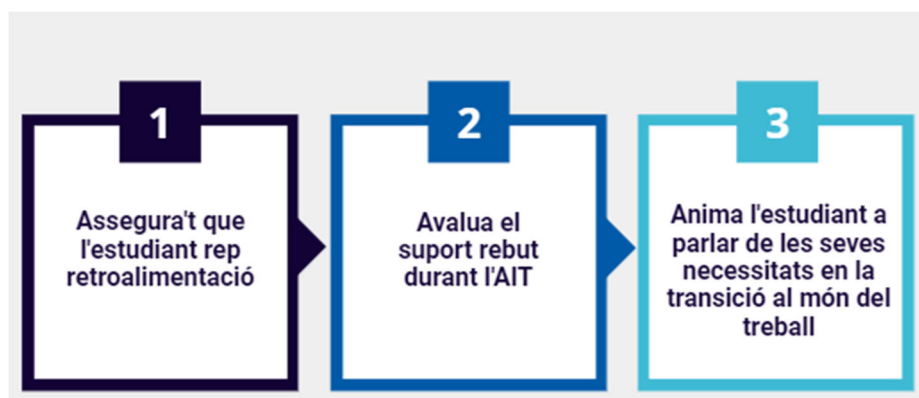 1
Assegura't que
l'estudiant rep
retroalimentació
2
Avalua el
suport rebut
durant l'AIT
3
Anima l'estudiant a
parlar de les seves
necessitats en la
transició al món del
treball